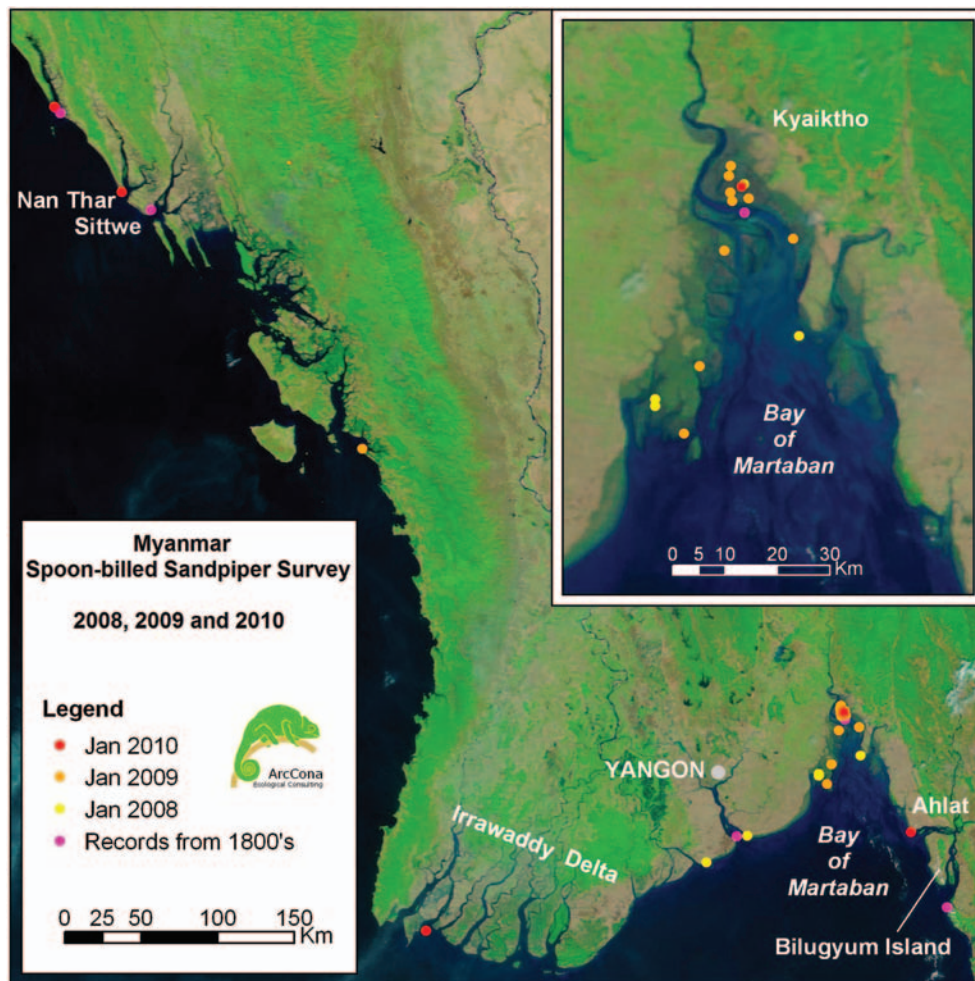 Kyaiktho
Nan Thar
Sittwe
Bay
of
Martaban
0 5 10 20 30
Km
Myanmar
Spoon-billed Sandpiper Survey
2008, 2009 and 2010
Legend
Jan 2010
Jan 2009
Jan 2008
Records from 1800's
ArcCona
Ecological Consulting
0 25 50 100 150
Km
YANGON
Irrawaddy Delta
Ahlat
Bay
of
Martaban
Bilugyum Island